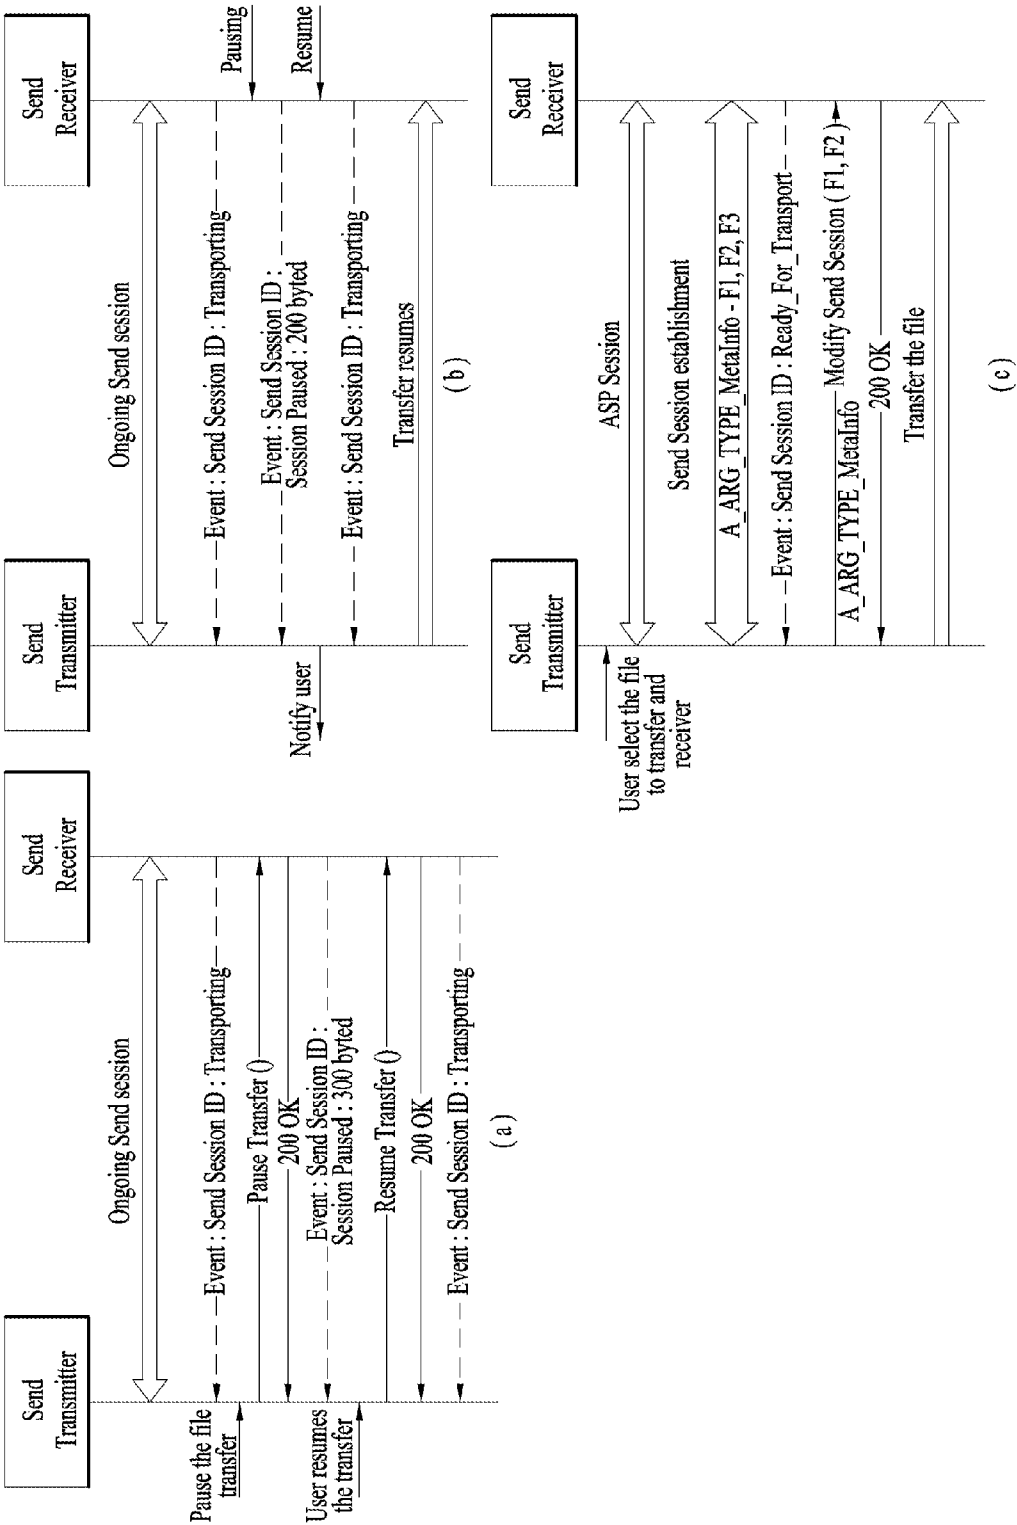 Send
Transmitter
Send
Receiver
Ongoing Send session
Event : Send Session ID : Transporting
Pause the file
transfer
Pause Transfer ()
200 OK
Event : Send Session ID :
Session Paused : 300 byted
User resumes
the transfer
Resume Transfer ()
200 OK
Event : Send Session ID : Transporting
( a )
Send
Transmitter
Send
Receiver
Ongoing Send session
Event : Send Session ID : Transporting
Pausing
Event : Send Session ID :
Session Paused : 200 byted
Notify user
Resume
Event : Send Session ID : Transporting
Transfer resumes
( b )
Send
Transmitter
Send
Receiver
User select the file
to transfer and
receiver
ASP Session
Send Session establishment
A_ARG_TYPE_MetaInfo - F1, F2, F3
Event : Send Session ID : Ready_For_Transport
Modify Send Session ( F1, F2 )
A_ARG_TYPE_MetaInfo
200 OK
Transfer the file
( c )